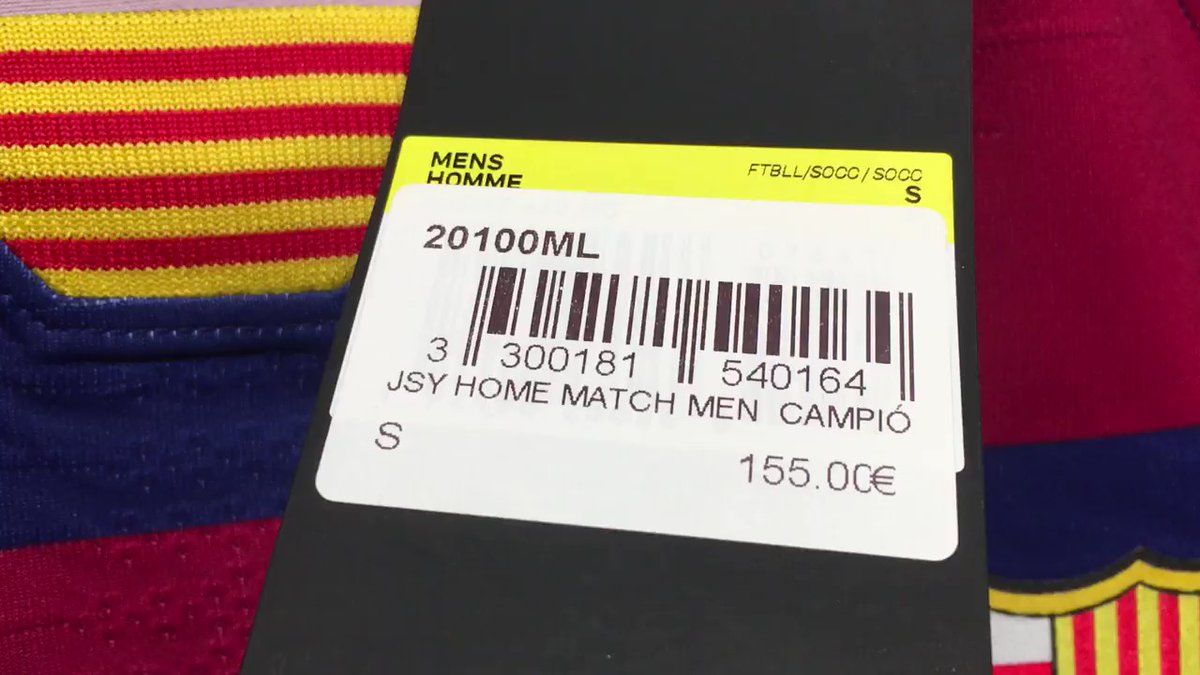 MENS
HOMME
FTBLL/SOCC/SOCC
S
20100ML
3 300181 540164
JSY HOME MATCH MEN CAMPIÓ
S
155.00€